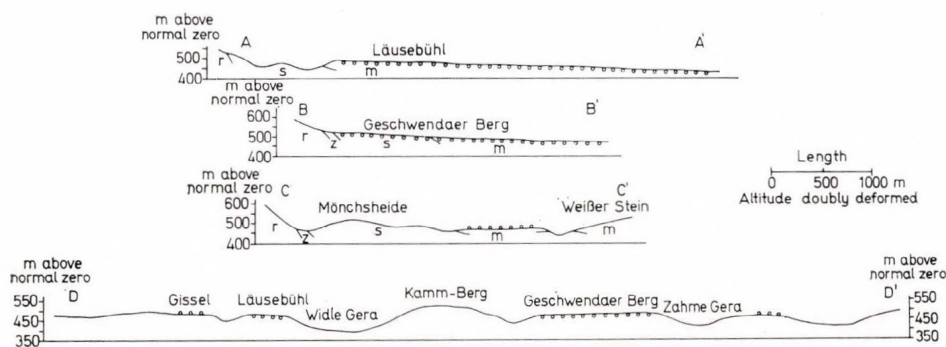 m above
normal zero
A
A'
Läusebühl
500
400
r
s
m
m above
normal zero
B
B'
Geschwendaer Berg
600
500
400
r
z
s
m
Length
0 500 1000 m
Altitude doubly deformed
m above
normal zero
C
C'
Mönchsheide
Weißer Stein
600
500
400
r
z
s
m
m
m above
normal zero
m above
normal zero
D
D'
Gissel
Läusebühl
Widle Gera
Kamm-Berg
Geschwendaer Berg
Zahme Gera
550
450
350
550
450
350